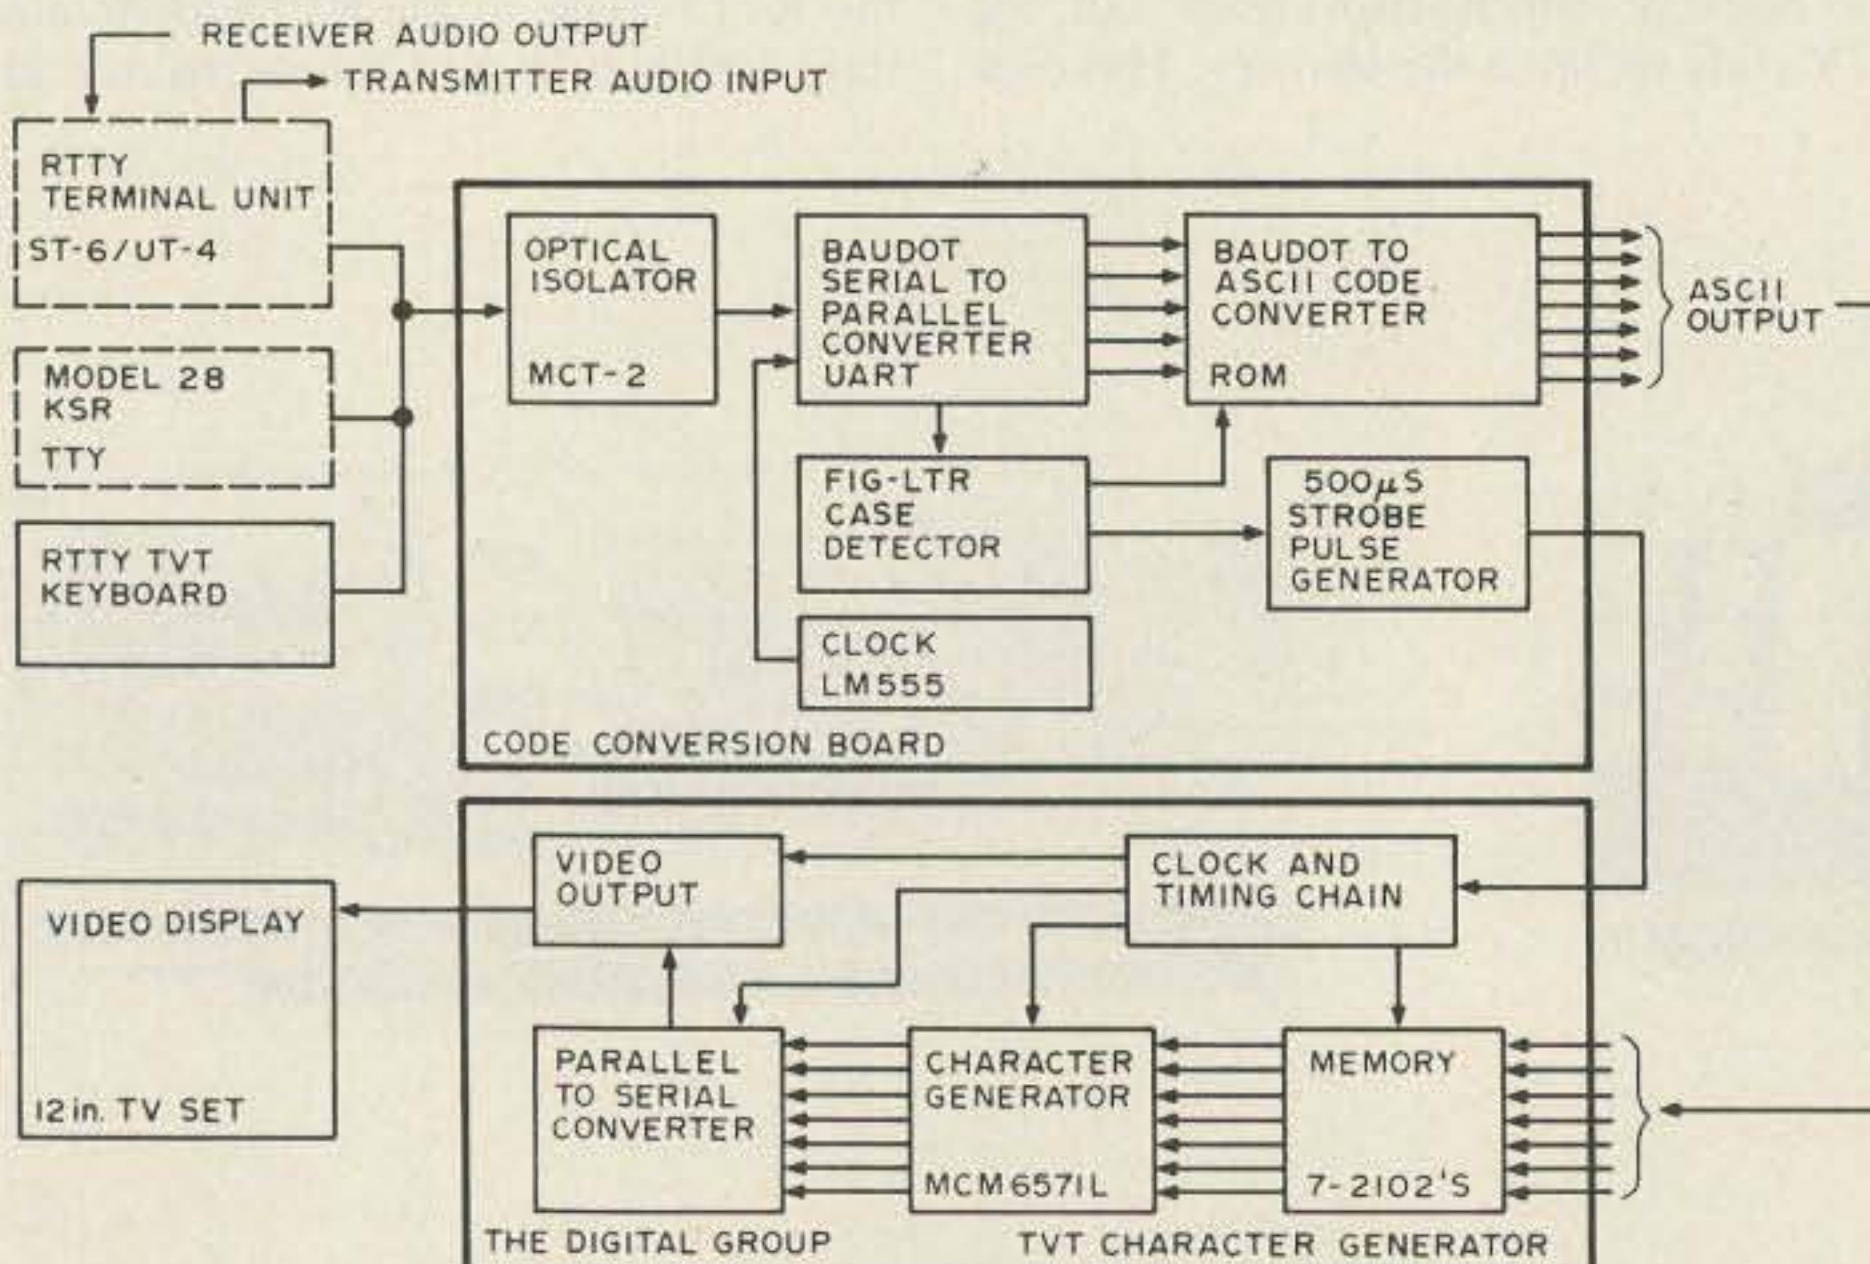 RECEIVER AUDIO OUTPUT
TRANSMITTER AUDIO INPUT
RTTY
TERMINAL UNIT
ST-6/UT-4
MODEL 28
KSR
TTY
RTTY TVT
KEYBOARD
OPTICAL
ISOLATOR
MCT-2
BAUDOT
SERIAL TO
PARALLEL
CONVERTER
UART
BAUDOT TO
ASCII CODE
CONVERTER
ROM
ASCII
OUTPUT
FIG-LTR
CASE
DETECTOR
500μS
STROBE
PULSE
GENERATOR
CLOCK
LM555
CODE CONVERSION BOARD
VIDEO DISPLAY
12in. TV SET
VIDEO
OUTPUT
CLOCK AND
TIMING CHAIN
PARALLEL
TO SERIAL
CONVERTER
CHARACTER
GENERATOR
MCM6571L
MEMORY
7-2102'S
THE DIGITAL GROUP
TVT CHARACTER GENERATOR